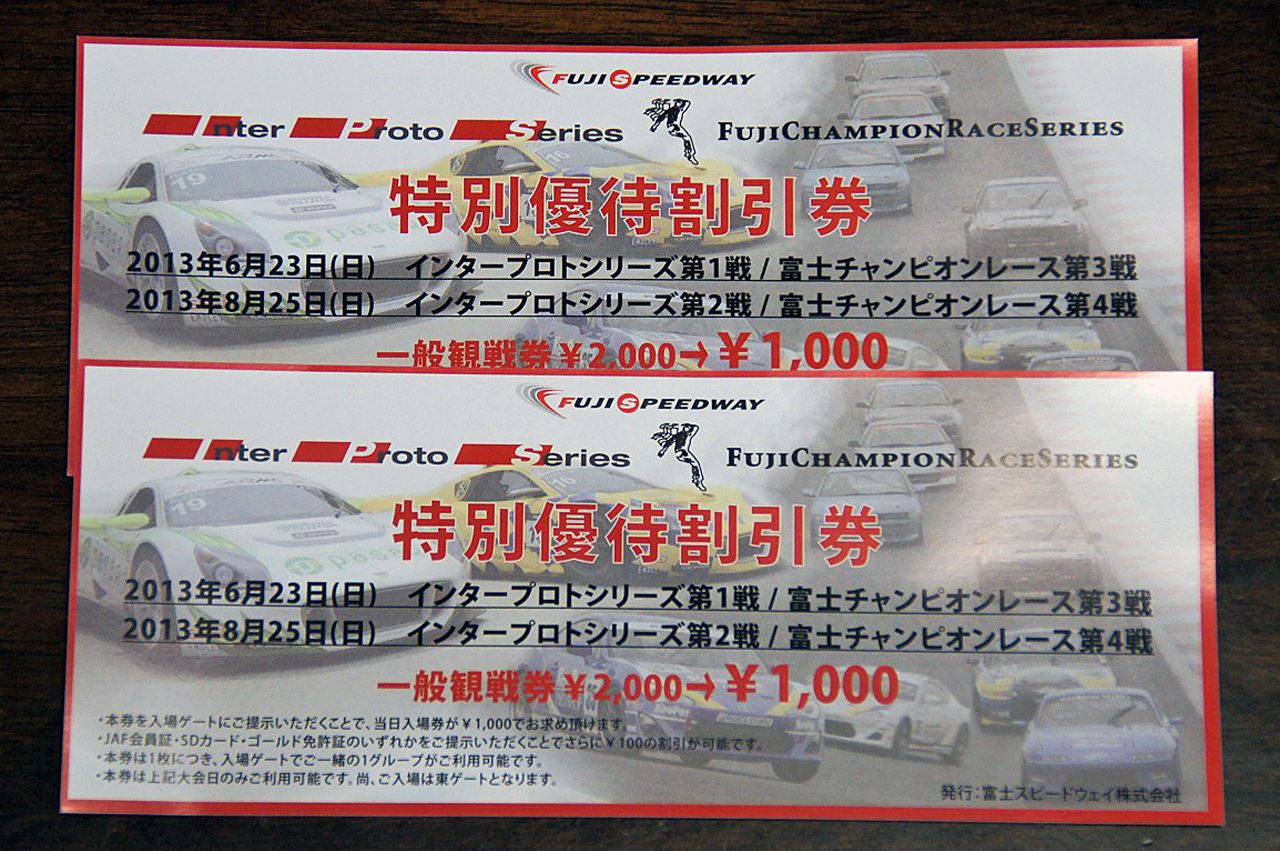 FUJI SPEEDWAY
Inter Proto Series FUJICHAMPIONRACESERIES
特別優待割引券
2013年6月23日(日) インタープロトシリーズ第1戦 / 富士チャンピオンレース第3戦
2013年8月25日(日) インタープロトシリーズ第2戦 / 富士チャンピオンレース第4戦
一般観戦券 ¥2,000→ ¥1,000
FUJI SPEEDWAY
Inter Proto Series FUJICHAMPIONRACESERIES
特別優待割引券
2013年6月23日(日) インタープロトシリーズ第1戦 / 富士チャンピオンレース第3戦
2013年8月25日(日) インタープロトシリーズ第2戦 / 富士チャンピオンレース第4戦
一般観戦券 ¥2,000→ ¥1,000
・本券を入場ゲートにご提示いただくことで、当日入場券が¥1,000でお求め頂けます。
・JAF会員証・SDカード・ゴールド免許証のいずれかをご提示いただくことでさらに¥100の割引が可能です。
・本券は1枚につき、入場ゲートでご一緒の1グループがご利用可能です。
・本券は上記大会日のみご利用可能です。尚、ご入場は東ゲートとなります。
発行：富士スピードウェイ株式会社